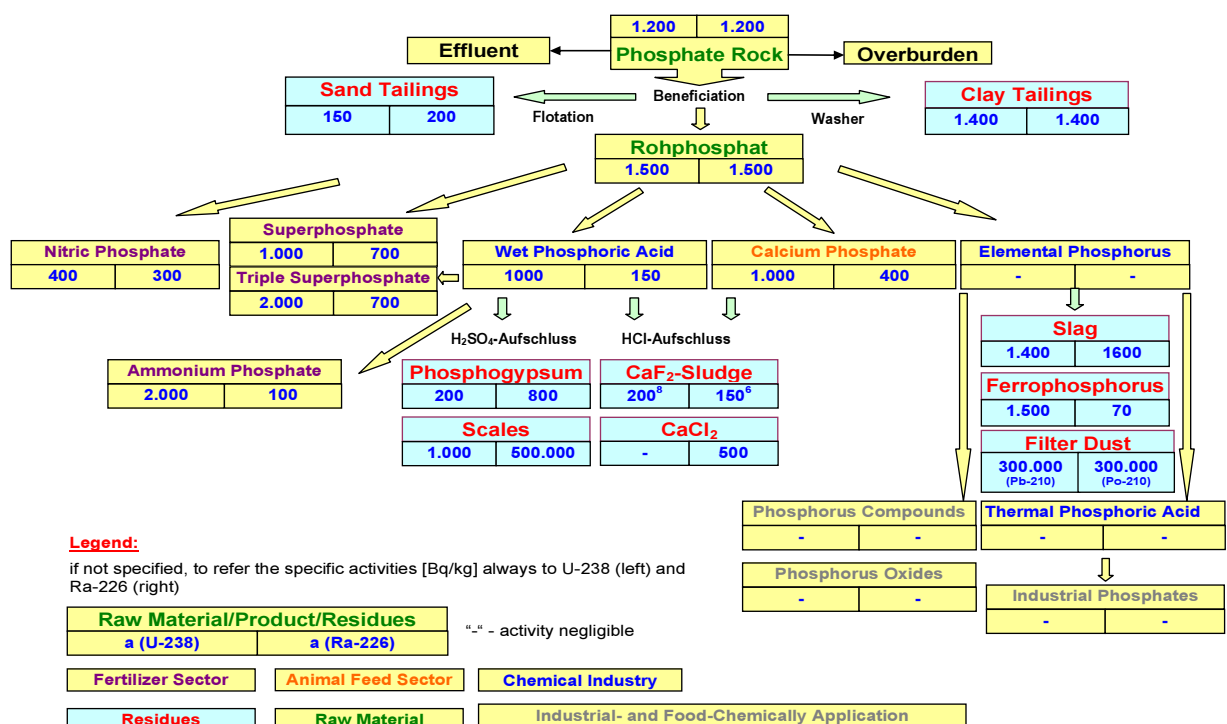 1.200 1.200
Effluent Phosphate Rock Overburden
Sand Tailings Beneficiation Clay Tailings
150 200 Flotation Washer 1.400 1.400
Rohphosphat
1.500 1.500
Superphosphate
Nitric Phosphate 1.000 700 Wet Phosphoric Acid Calcium Phosphate Elemental Phosphorus
400 300 Triple Superphosphate 1000 150 1.000 400 - -
2.000 700
H₂SO₄-Aufschluss HCl-Aufschluss Slag
1.400 1600
Ammonium Phosphate Phosphogypsum CaF₂-Sludge Ferrophosphorus
2.000 100 200 800 200⁸ 150⁶ 1.500 70
Scales CaCl₂ Filter Dust
1.000 500.000 - 500 300.000 300.000
(Pb-210) (Po-210)
Phosphorus Compounds Thermal Phosphoric Acid
- - - -
Phosphorus Oxides Industrial Phosphates
- - - -
Legend:
if not specified, to refer the specific activities [Bq/kg] always to U-238 (left) and
Ra-226 (right)
Raw Material/Product/Residues
a (U-238) a (Ra-226) "-“ - activity negligible
Fertilizer Sector Animal Feed Sector Chemical Industry
Residues Raw Material Industrial- and Food-Chemically Application